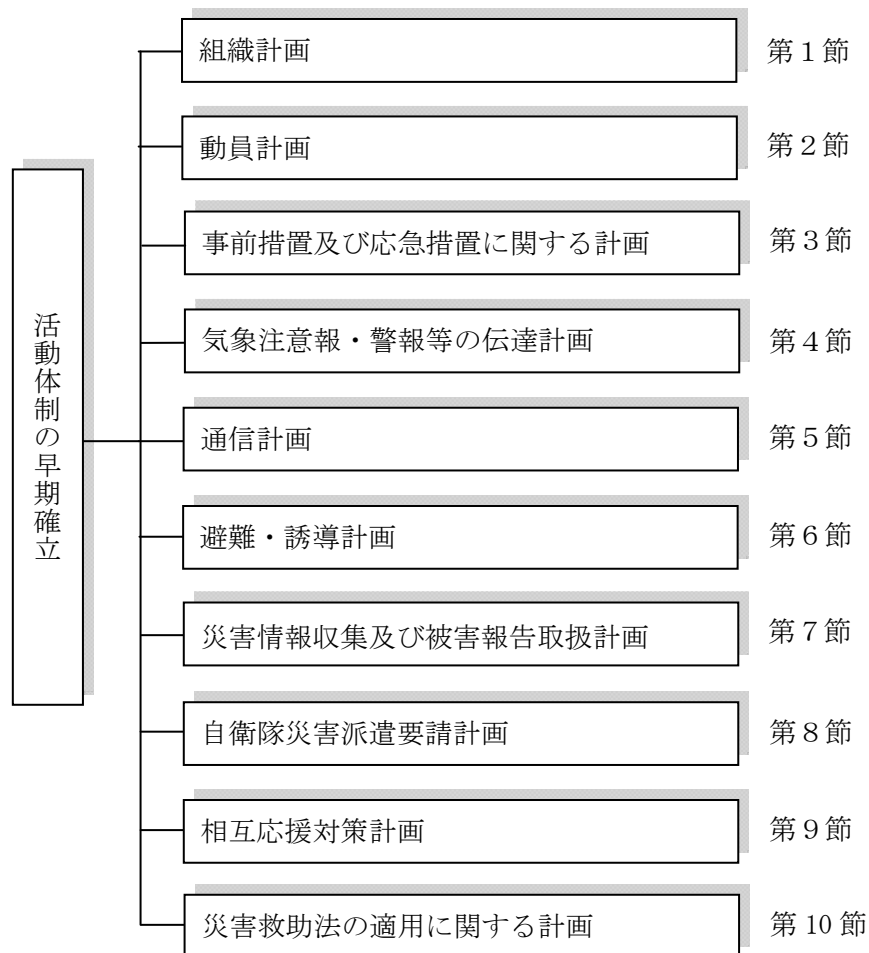 活動体制の早期確立
組織計画 第１節
動員計画 第２節
事前措置及び応急措置に関する計画 第３節
気象注意報・警報等の伝達計画 第４節
通信計画 第５節
避難・誘導計画 第６節
災害情報収集及び被害報告取扱計画 第７節
自衛隊災害派遣要請計画 第８節
相互応援対策計画 第９節
災害救助法の適用に関する計画 第 10 節